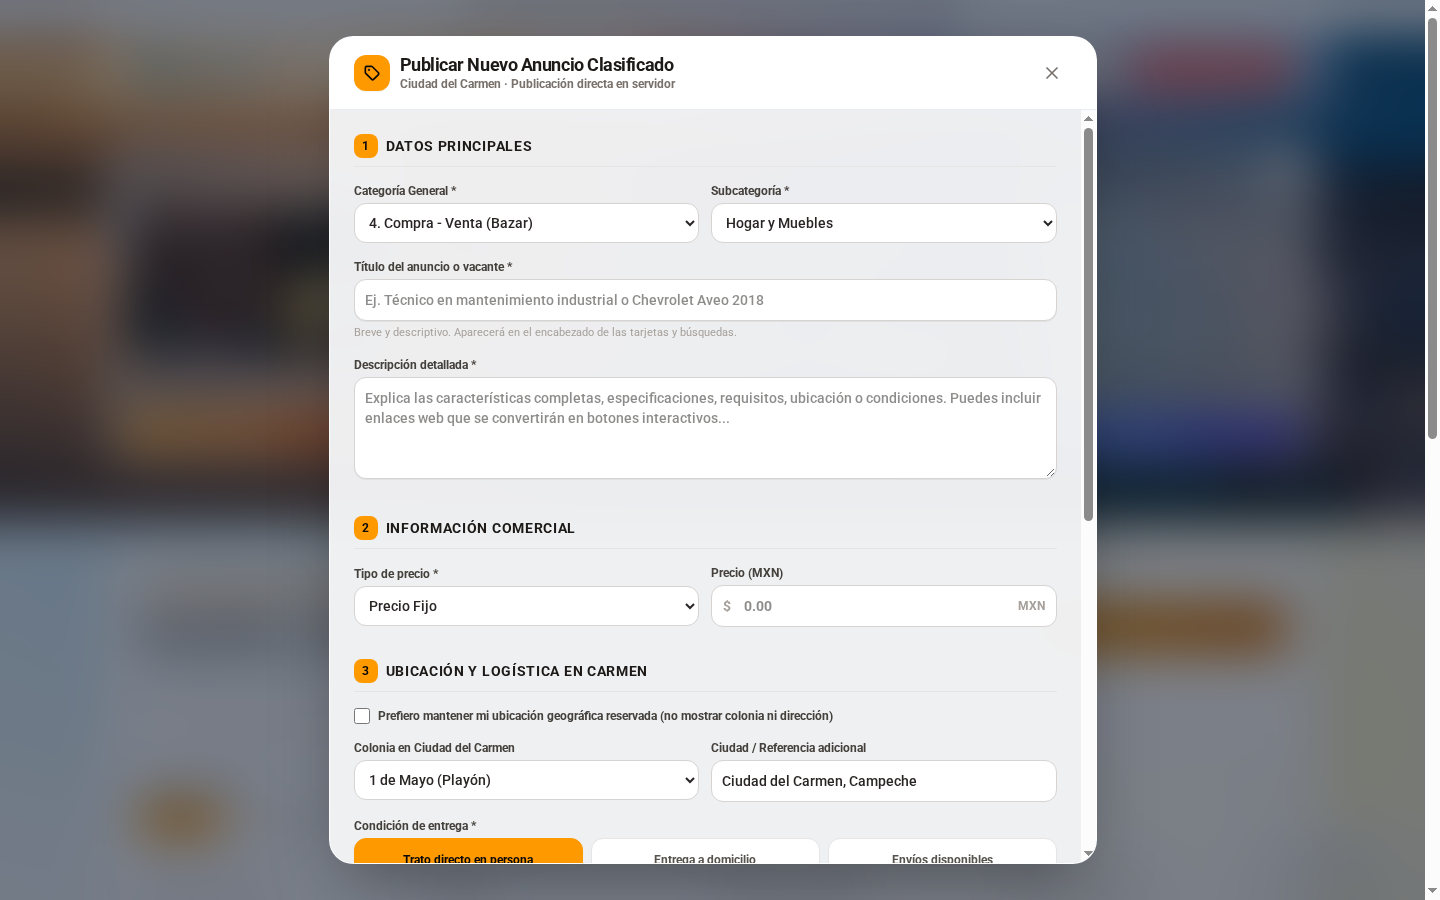 Publicar Nuevo Anuncio Clasificado
Ciudad del Carmen · Publicación directa en servidor
1 DATOS PRINCIPALES
Categoría General *
Subcategoría *
4. Compra - Venta (Bazar)
Hogar y Muebles
Título del anuncio o vacante *
Ej. Técnico en mantenimiento industrial o Chevrolet Aveo 2018
Breve y descriptivo. Aparecerá en el encabezado de las tarjetas y búsquedas.
Descripción detallada *
Explica las características completas, especificaciones, requisitos, ubicación o condiciones. Puedes incluir
enlaces web que se convertirán en botones interactivos...
2 INFORMACIÓN COMERCIAL
Tipo de precio *
Precio (MXN)
Precio Fijo
$ 0.00 MXN
3 UBICACIÓN Y LOGÍSTICA EN CARMEN
Prefiero mantener mi ubicación geográfica reservada (no mostrar colonia ni dirección)
Colonia en Ciudad del Carmen
Ciudad / Referencia adicional
1 de Mayo (Playón)
Ciudad del Carmen, Campeche
Condición de entrega *
Trato directo en persona
Entrega a domicilio
Envíos disponibles